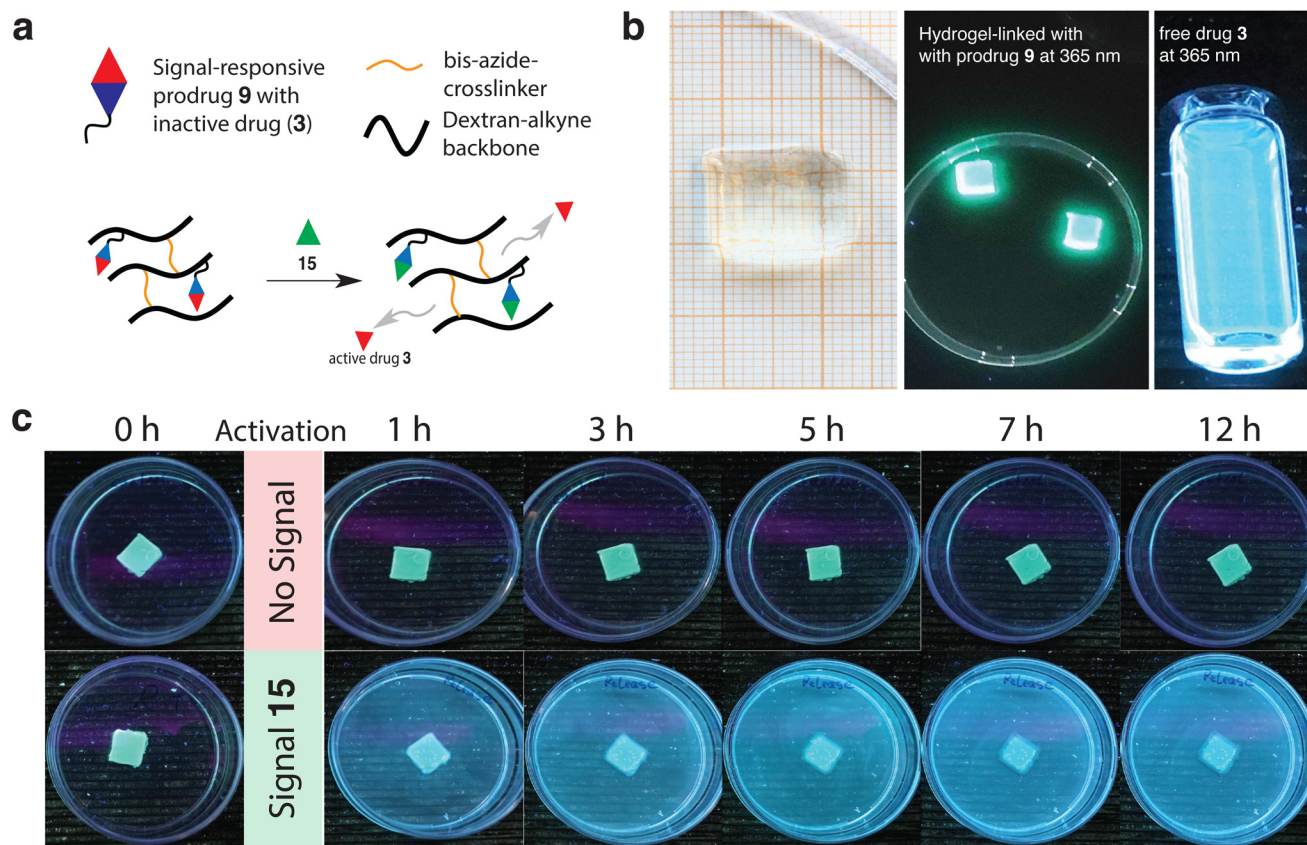 a
Signal-responsive
prodrug 9 with
inactive drug (3)
bis-azide-
crosslinker
Dextran-alkyne
backbone
15
active drug 3
b
Hydrogel-linked with
with prodrug 9 at 365 nm
free drug 3
at 365 nm
c
0 h
Activation
1 h
3 h
5 h
7 h
12 h
No Signal
Signal 15
Release
Release
Release
Release
Release